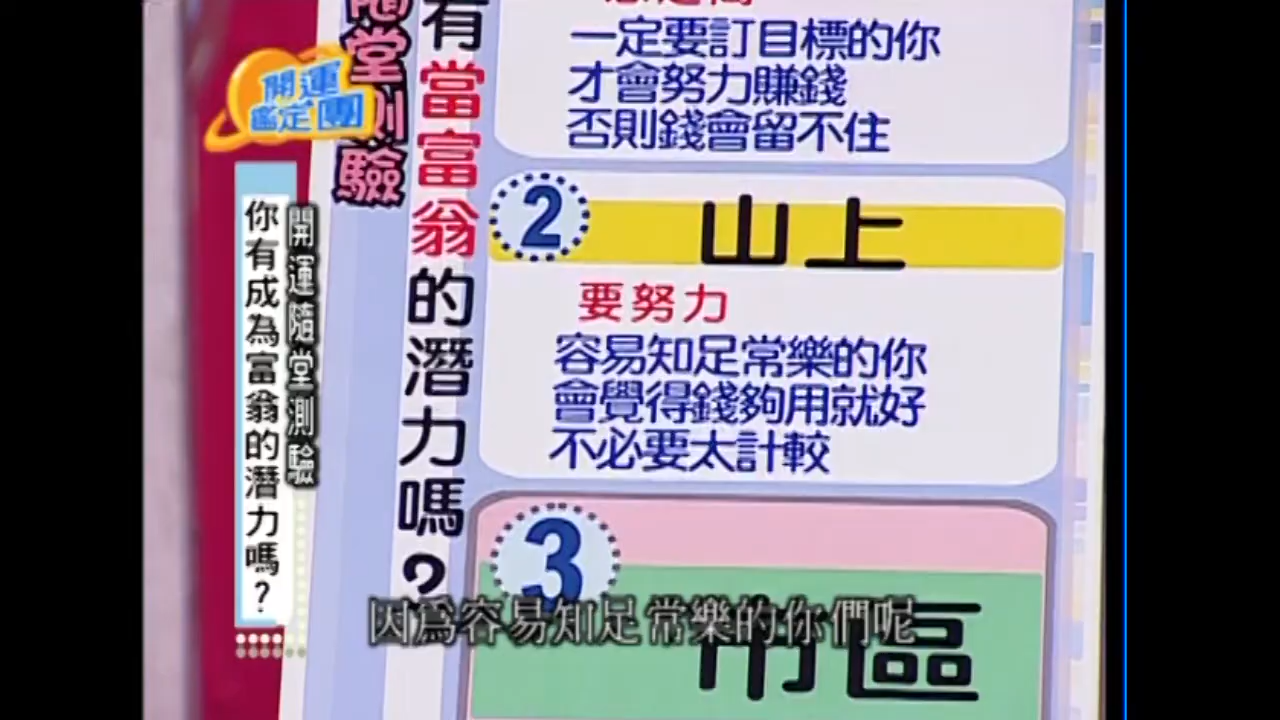 開運
鑑定團
開運隨堂測驗
你有成為富翁的潛力嗎?
隨堂測驗
有當富翁的潛力嗎?
一定要訂目標的你
才會努力賺錢
否則錢會留不住
2
山上
要努力
容易知足常樂的你
會覺得錢夠用就好
不必要太計較
3
市區
因為容易知足常樂的你們呢